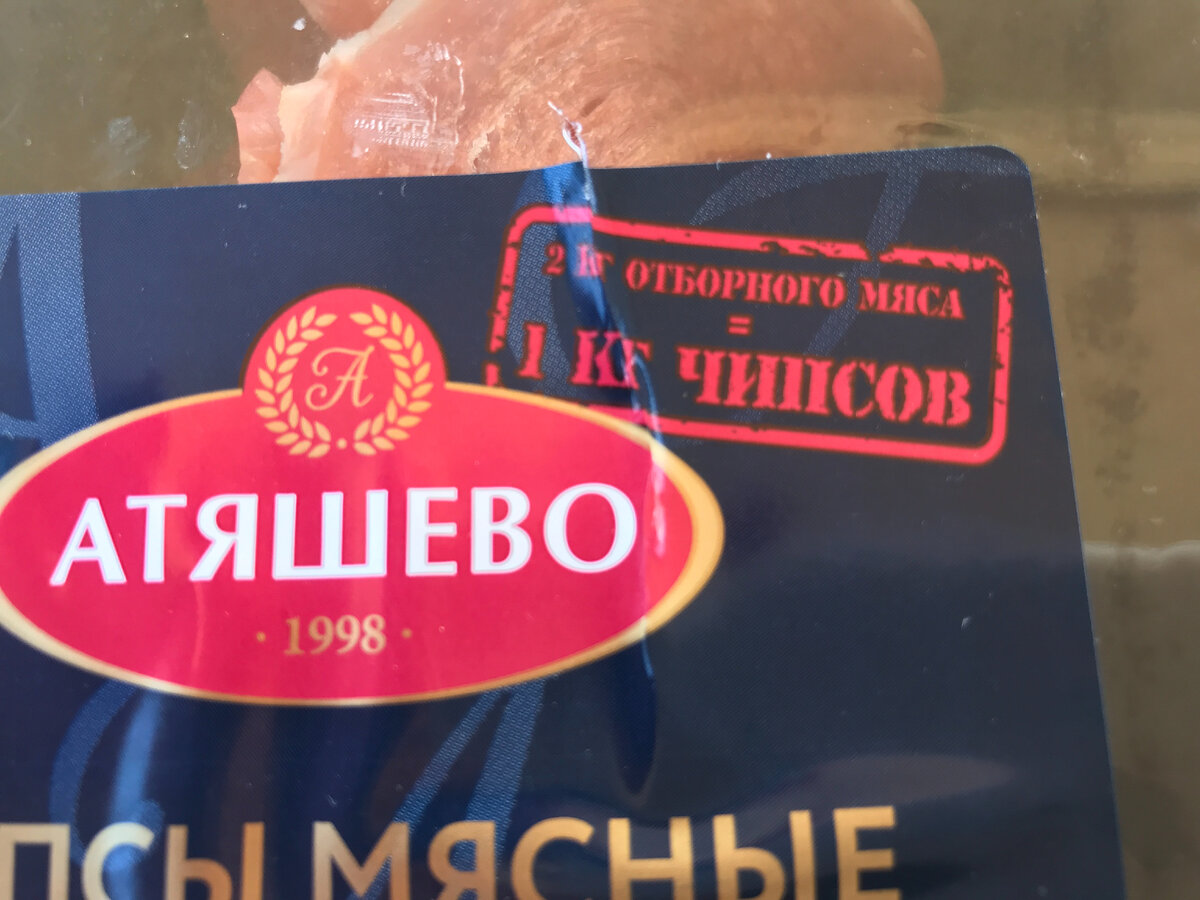 2 кг ОТБОРНОГО МЯСА
=
1 Кг ЧИПСОВ
А
АТЯШЕВО
· 1998 ·
ПСЫ МЯСНЫЕ